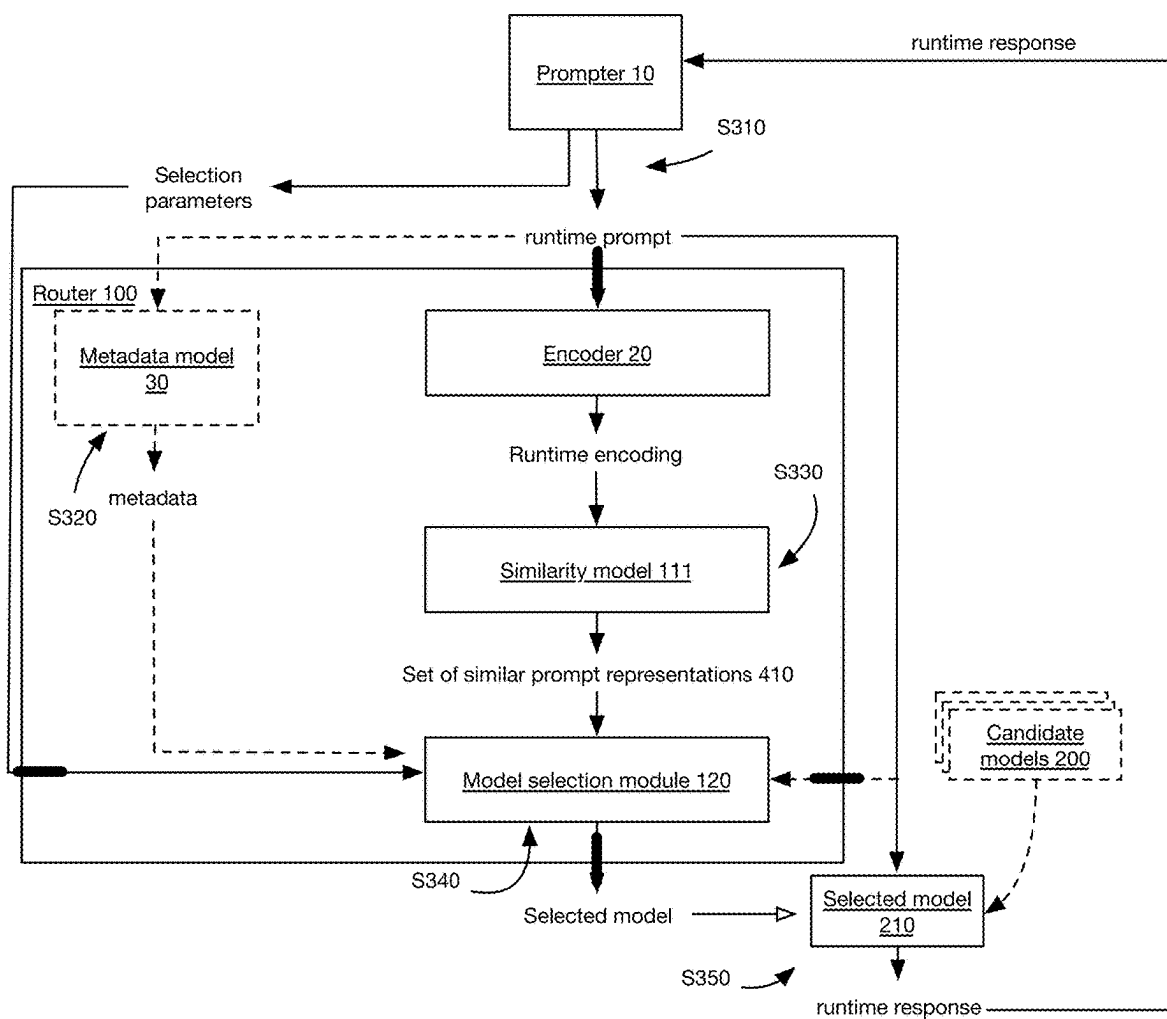 runtime response
Prompter 10
S310
Selection
parameters
runtime prompt
Router 100
Metadata model
30
Encoder 20
Runtime encoding
S330
metadata
S320
Similarity model 111
Set of similar prompt representations 410
Candidate
models 200
Model selection module 120
S340
Selected model
Selected model
210
S350
runtime response